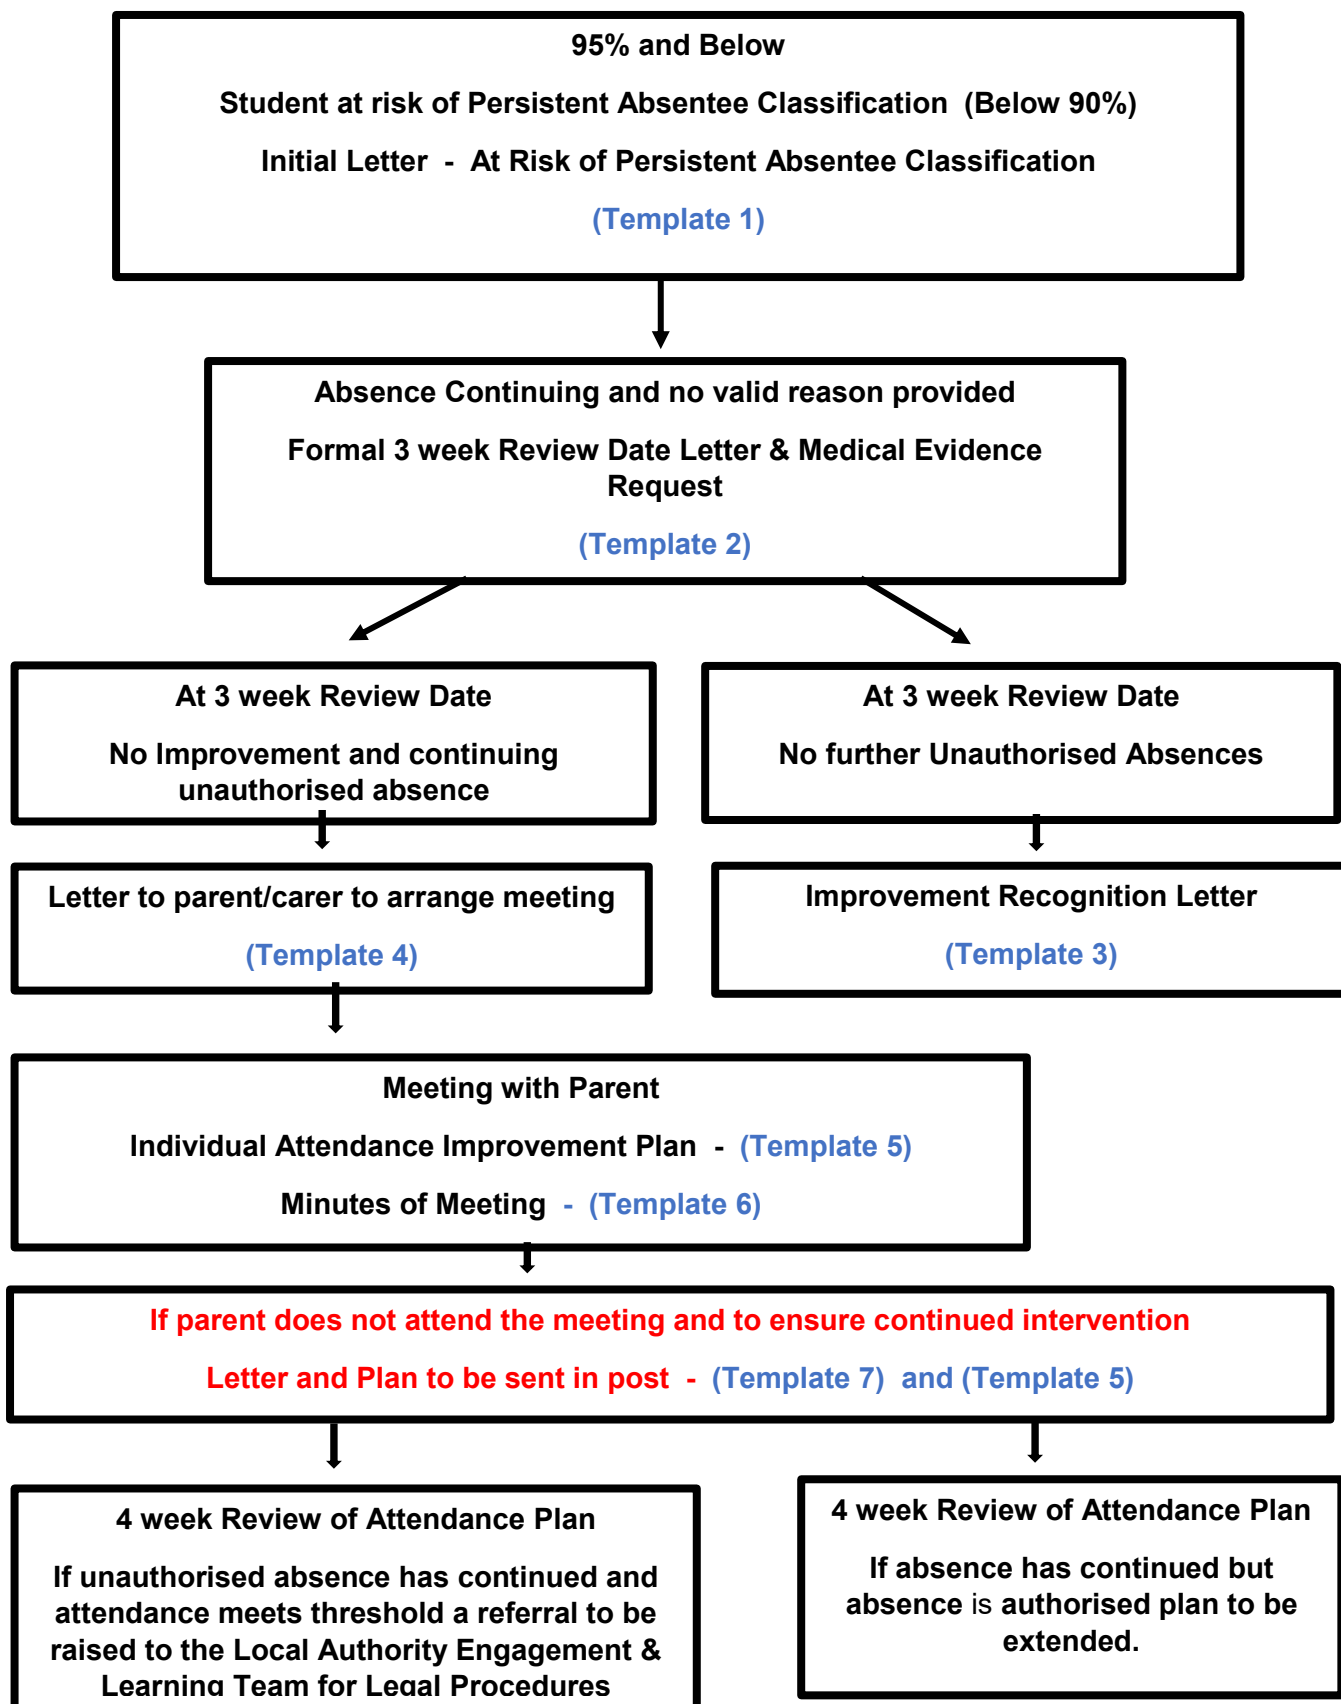 95% and Below
Student at risk of Persistent Absentee Classification  (Below 90%)
Initial Letter  -  At Risk of Persistent Absentee Classification
(Template 1)
Absence Continuing and no valid reason provided
Formal 3 week Review Date Letter & Medical Evidence
Request
(Template 2)
At 3 week Review Date
No Improvement and continuing
unauthorised absence
At 3 week Review Date
No further Unauthorised Absences
Letter to parent/carer to arrange meeting
(Template 4)
Improvement Recognition Letter
(Template 3)
Meeting with Parent
Individual Attendance Improvement Plan  -  (Template 5)
Minutes of Meeting  -  (Template 6)
If parent does not attend the meeting and to ensure continued intervention
Letter and Plan to be sent in post  -  (Template 7)  and (Template 5)
4 week Review of Attendance Plan
If unauthorised absence has continued and
attendance meets threshold a referral to be
raised to the Local Authority Engagement &
Learning Team for Legal Procedures
4 week Review of Attendance Plan
If absence has continued but
absence is authorised plan to be
extended.